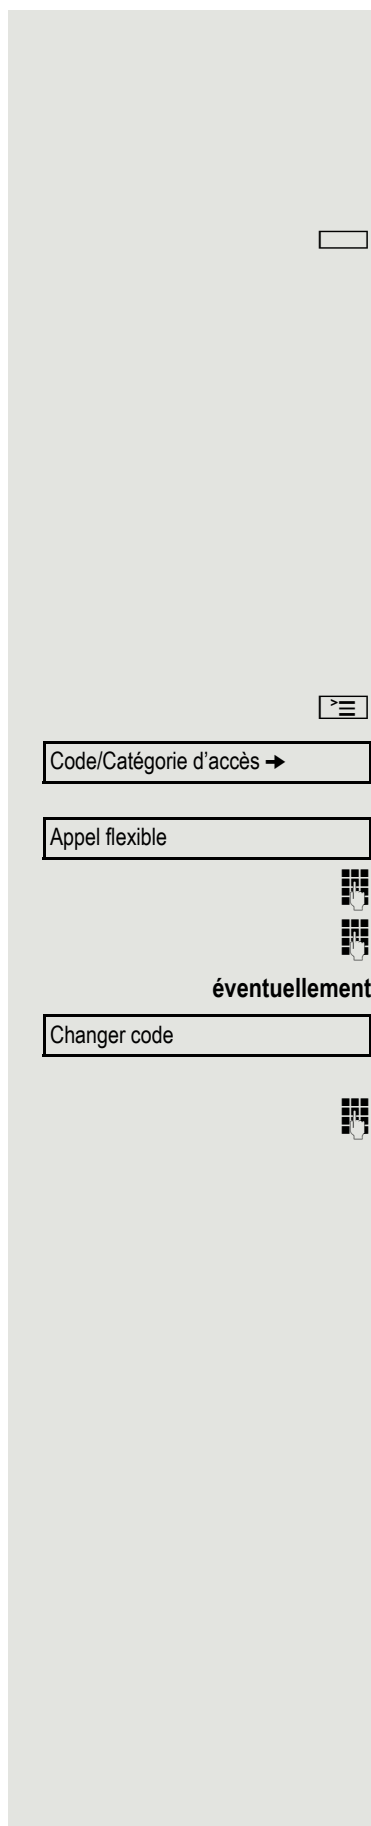 Code/Catégorie d'accès ➔
Appel flexible
éventuellement
Changer code